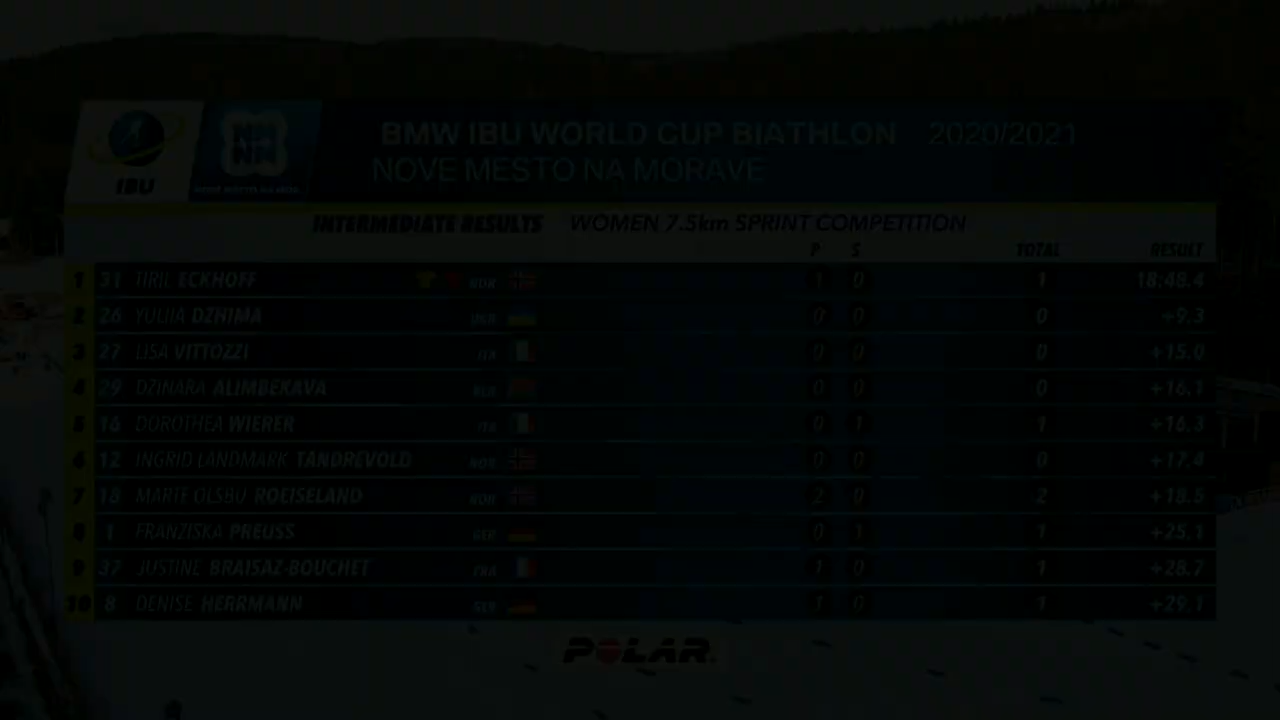 BMW IBU WORLD CUP BIATHLON 2020/2021
NOVE MESTO NA MORAVE
IBU
INTERMEDIATE RESULTS WOMEN 7.5km SPRINT COMPETITION
P S TOTAL RESULT
1 31 TIRIL ECKHOFF NOR 1 0 1 18:48.4
2 26 YULIIA DZHIMA UKR 0 0 0 +9.3
3 27 LISA VITTOZZI ITA 0 0 0 +15.0
4 29 DZINARA ALIMBEKAVA BLR 0 0 0 +16.1
5 16 DOROTHEA WIERER ITA 0 1 1 +16.3
6 12 INGRID LANDMARK TANDREVOLD NOR 0 0 0 +17.4
7 18 MARTE OLSBU ROEISELAND NOR 2 0 2 +18.5
8 1 FRANZISKA PREUSS GER 0 1 1 +25.1
9 37 JUSTINE BRAISAZ-BOUCHET FRA 1 0 1 +28.7
10 8 DENISE HERRMANN GER 1 0 1 +29.1
POLAR